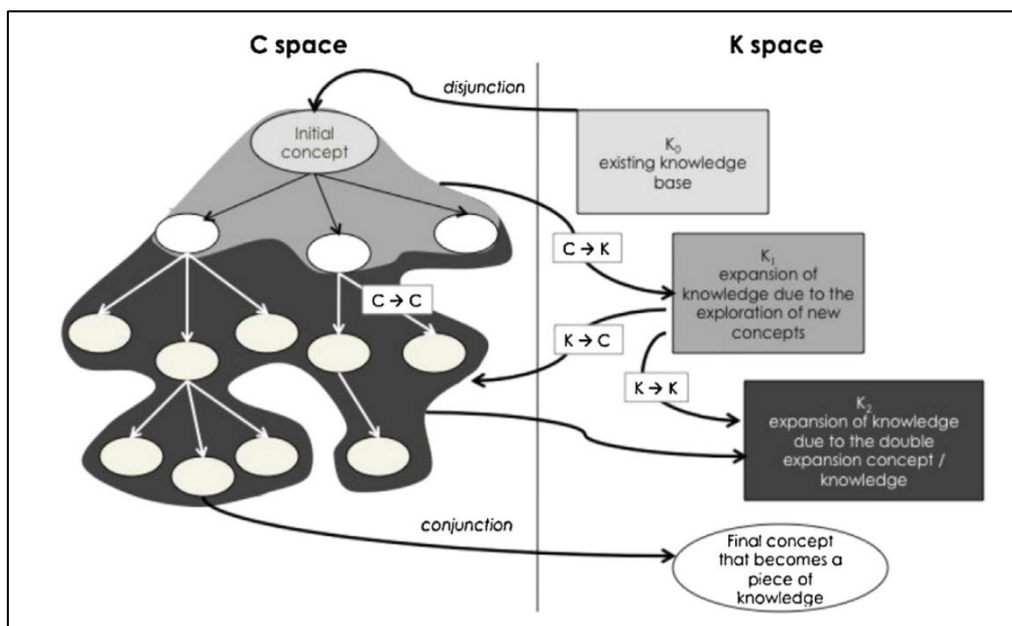 C space
K space
disjunction
Initial
concept
K₀
existing knowledge
base
C → K
K₁
expansion of
knowledge due to the
exploration of new
concepts
C → C
K → C
K → K
K₂
expansion of knowledge
due to the double
expansion concept /
knowledge
conjunction
Final concept
that becomes a
piece of
knowledge